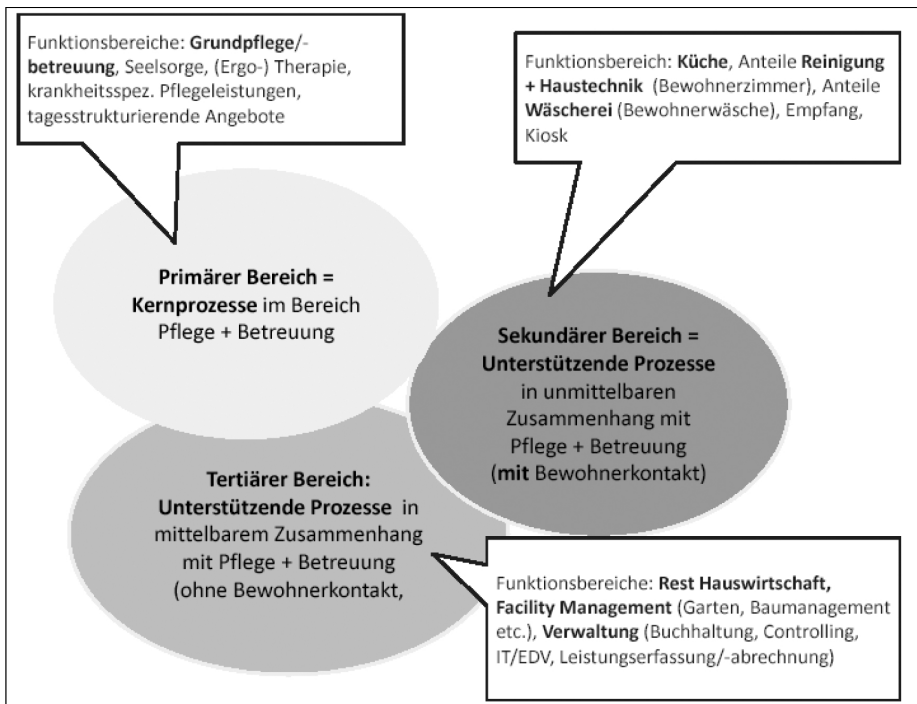 Funktionsbereiche: Grundpflege/-
betreuung, Seelsorge, (Ergo-) Therapie,
krankheitsspez. Pflegeleistungen,
tagesstrukturierende Angebote
Funktionsbereich: Küche, Anteile Reinigung
+ Haustechnik (Bewohnerzimmer), Anteile
Wäscherei (Bewohnerwäsche), Empfang,
Kiosk
Primärer Bereich =
Kernprozesse im Bereich
Pflege + Betreuung
Sekundärer Bereich =
Unterstützende Prozesse
in unmittelbaren
Zusammenhang mit
Pflege + Betreuung
(mit Bewohnerkontakt)
Tertiärer Bereich:
Unterstützende Prozesse in
mittelbarem Zusammenhang
mit Pflege + Betreuung
(ohne Bewohnerkontakt,
Funktionsbereiche: Rest Hauswirtschaft,
Facility Management (Garten, Baumanagement
etc.), Verwaltung (Buchhaltung, Controlling,
IT/EDV, Leistungserfassung/-abrechnung)